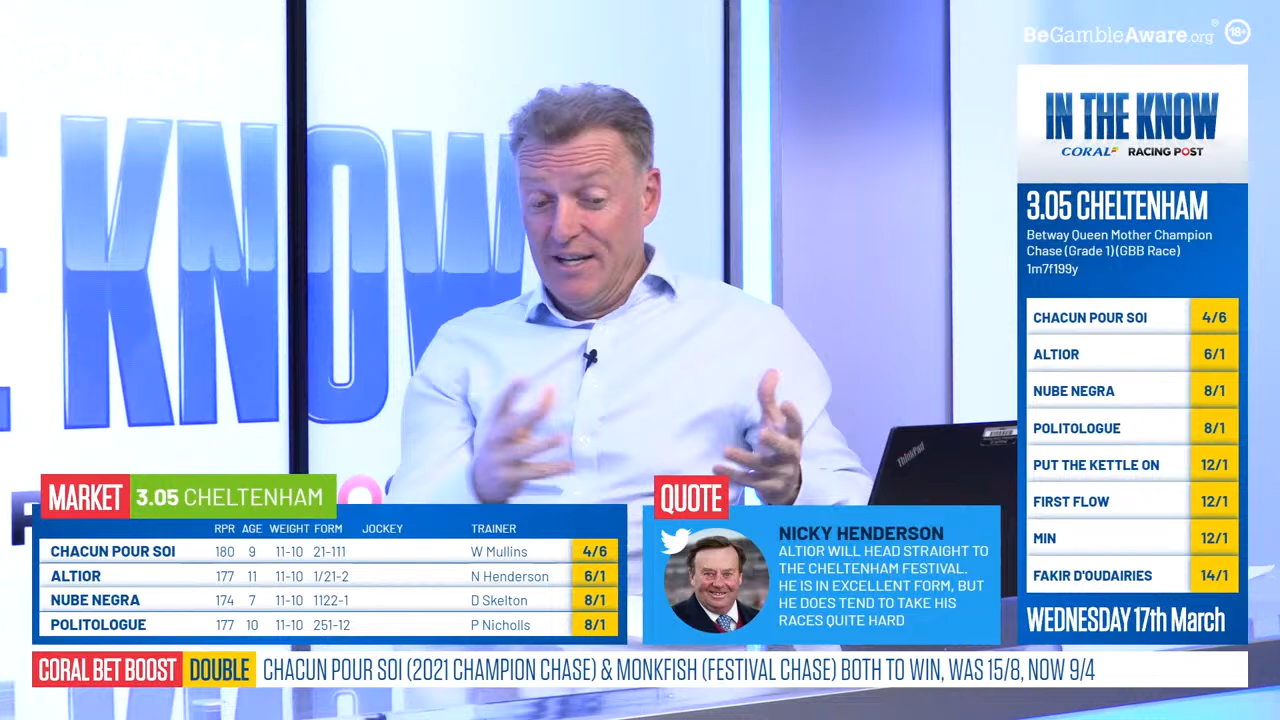 BeGambleAware.org® 18+
IN THE KNOW
CORAL RACING POST
3.05 CHELTENHAM
Betway Queen Mother Champion
Chase (Grade 1) (GBB Race)
1m7f199y
CHACUN POUR SOI 4/6
ALTIOR 6/1
NUBE NEGRA 8/1
POLITOLOGUE 8/1
PUT THE KETTLE ON 12/1
FIRST FLOW 12/1
MIN 12/1
FAKIR D'OUDAIRIES 14/1
WEDNESDAY 17th March
KNOW
ThinkPad
MARKET 3.05 CHELTENHAM
RPR AGE WEIGHT FORM JOCKEY TRAINER
CHACUN POUR SOI 180 9 11-10 21-111 W Mullins 4/6
ALTIOR 177 11 11-10 1/21-2 N Henderson 6/1
NUBE NEGRA 174 7 11-10 1122-1 D Skelton 8/1
POLITOLOGUE 177 10 11-10 251-12 P Nicholls 8/1
QUOTE
NICKY HENDERSON
ALTIOR WILL HEAD STRAIGHT TO
THE CHELTENHAM FESTIVAL.
HE IS IN EXCELLENT FORM, BUT
HE DOES TEND TO TAKE HIS
RACES QUITE HARD
CORAL BET BOOST DOUBLE CHACUN POUR SOI (2021 CHAMPION CHASE) & MONKFISH (FESTIVAL CHASE) BOTH TO WIN, WAS 15/8, NOW 9/4